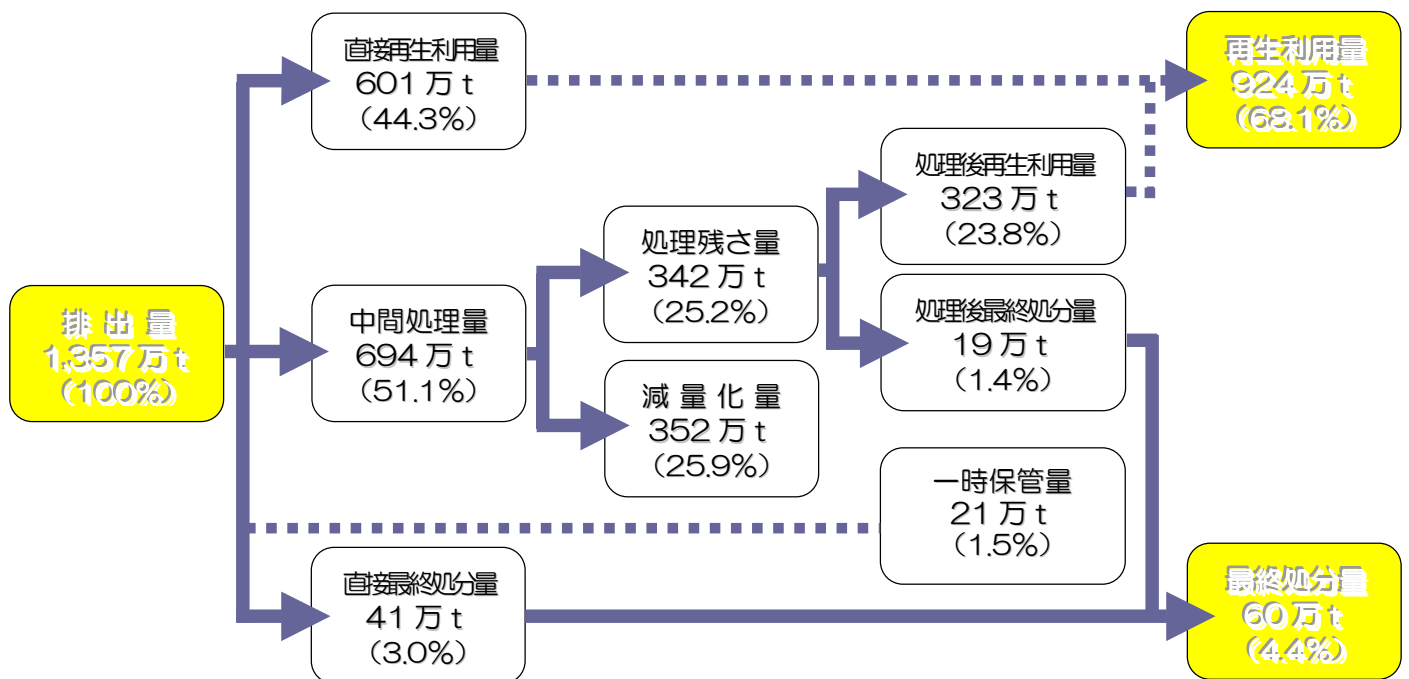 直接再生利用量
601万t
(44.3%)
再生利用量
924万t
(68.1%)
処理後再生利用量
323万t
(23.8%)
処理残さ量
342万t
(25.2%)
排出量
1,357万t
(100%)
中間処理量
694万t
(51.1%)
処理後最終処分量
19万t
(1.4%)
減量化量
352万t
(25.9%)
一時保管量
21万t
(1.5%)
直接最終処分量
41万t
(3.0%)
最終処分量
60万t
(4.4%)